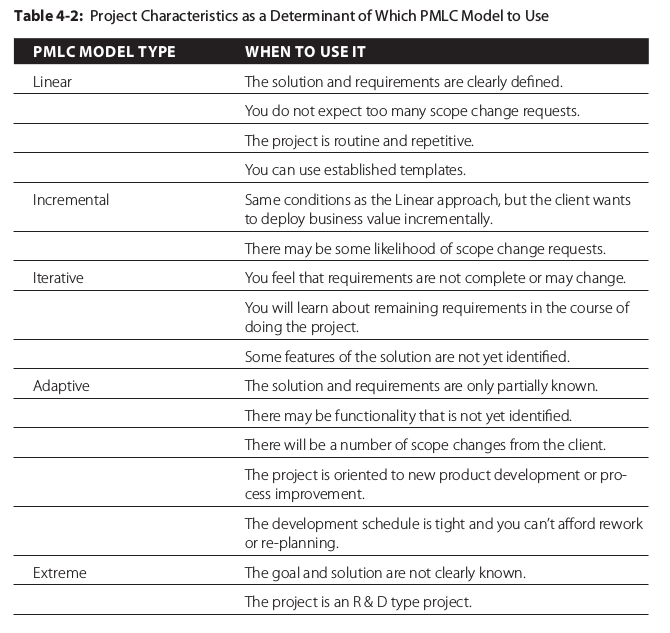 Table 4-2: Project Characteristics as a Determinant of Which PMLC Model to Use
PMLC MODEL TYPE WHEN TO USE IT
Linear The solution and requirements are clearly defined.
You do not expect too many scope change requests.
The project is routine and repetitive.
You can use established templates.
Incremental Same conditions as the Linear approach, but the client wants
to deploy business value incrementally.
There may be some likelihood of scope change requests.
Iterative You feel that requirements are not complete or may change.
You will learn about remaining requirements in the course of
doing the project.
Some features of the solution are not yet identified.
Adaptive The solution and requirements are only partially known.
There may be functionality that is not yet identified.
There will be a number of scope changes from the client.
The project is oriented to new product development or pro-
cess improvement.
The development schedule is tight and you can't afford rework
or re-planning.
Extreme The goal and solution are not clearly known.
The project is an R & D type project.